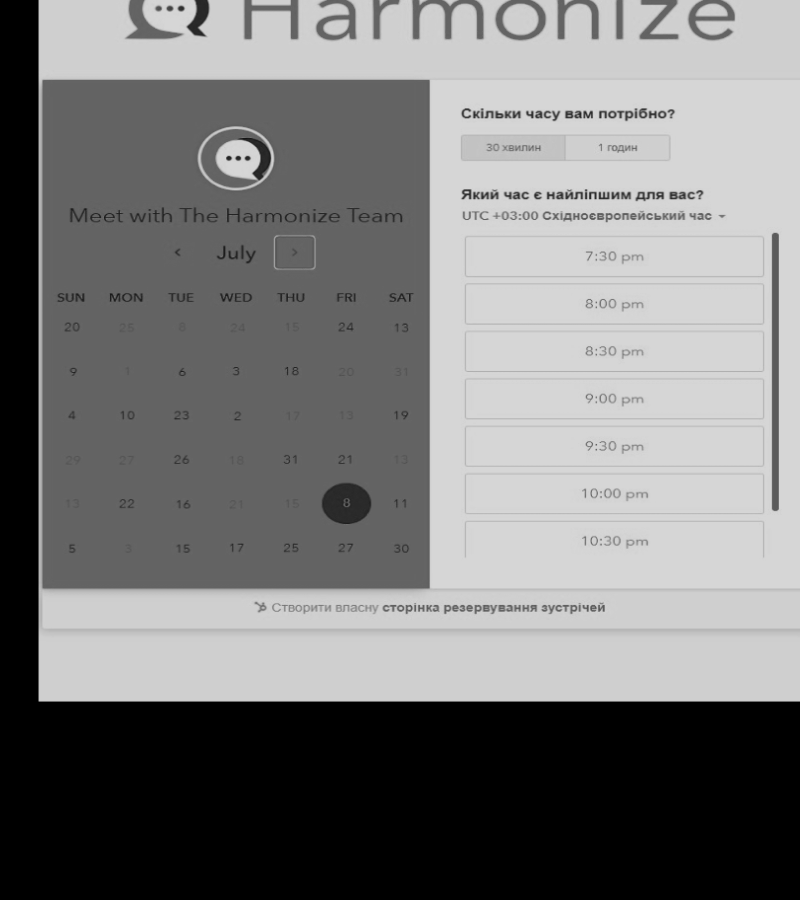 Harmonize
Meet with The Harmonize Team
July
SUN MON TUE WED THU FRI SAT
20 25 8 24 15 24 13
9 1 6 3 18 20 31
4 10 23 2 17 13 19
29 27 26 18 31 21 13
13 22 16 21 15 8 11
5 3 15 17 25 27 30
Скільки часу вам потрібно?
30 хвилин 1 годин
Який час є найліпшим для вас?
UTC +03:00 Східноєвропейський час
7:30 pm
8:00 pm
8:30 pm
9:00 pm
9:30 pm
10:00 pm
10:30 pm
Створити власну сторінка резервування зустрічей